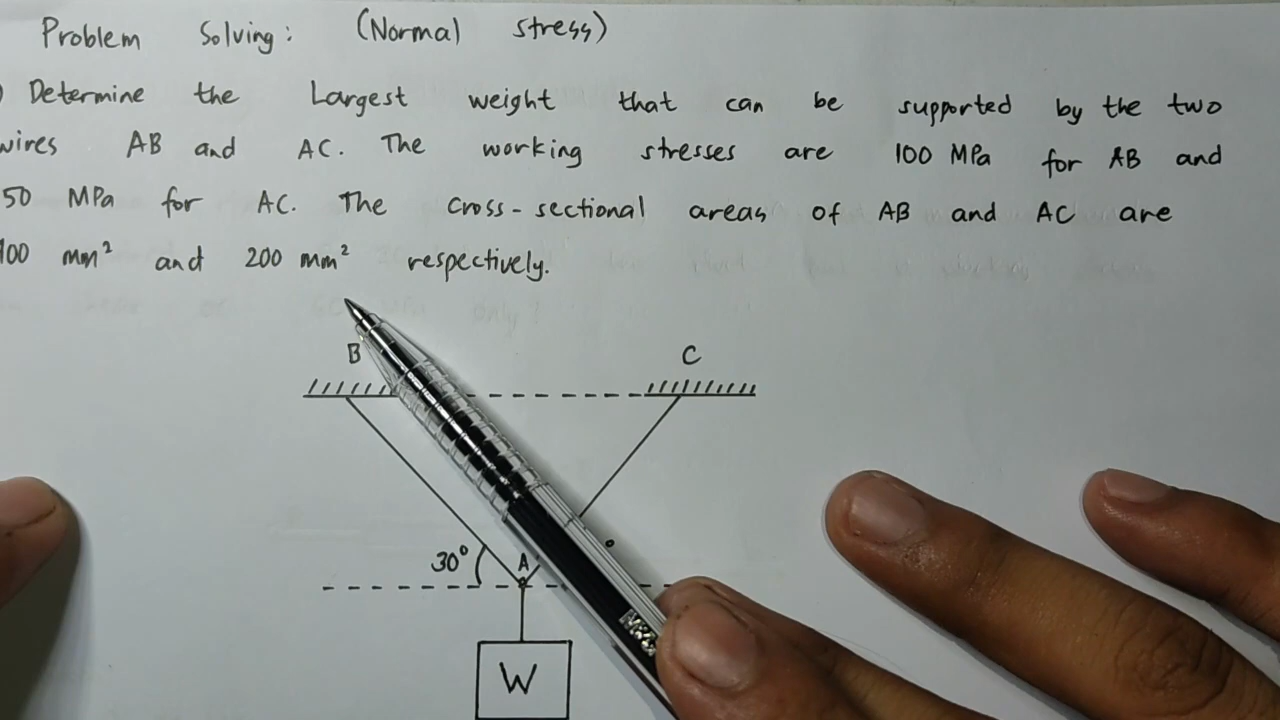 Problem Solving: (Normal stress)
) Determine the Largest weight that can be supported by the two
wires AB and AC. The working stresses are 100 MPa for AB and
50 MPa for AC. The cross-sectional areas of AB and AC are
100 mm² and 200 mm² respectively.
B
C
30°
A
°
W